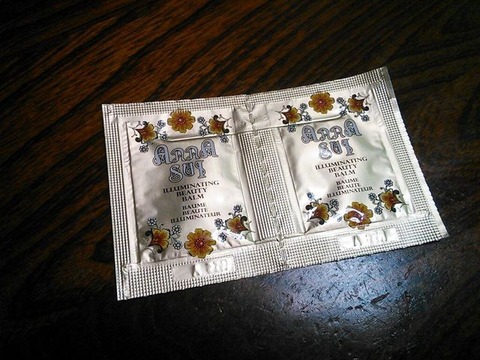 ANNA
SUI
ILLUMINATING
BEAUTY
BALM
BAUME
BEAUTÉ
ILLUMINATEUR
ANNA
SUI
ILLUMINATING
BEAUTY
BALM
BAUME
BEAUTÉ
ILLUMINATEUR